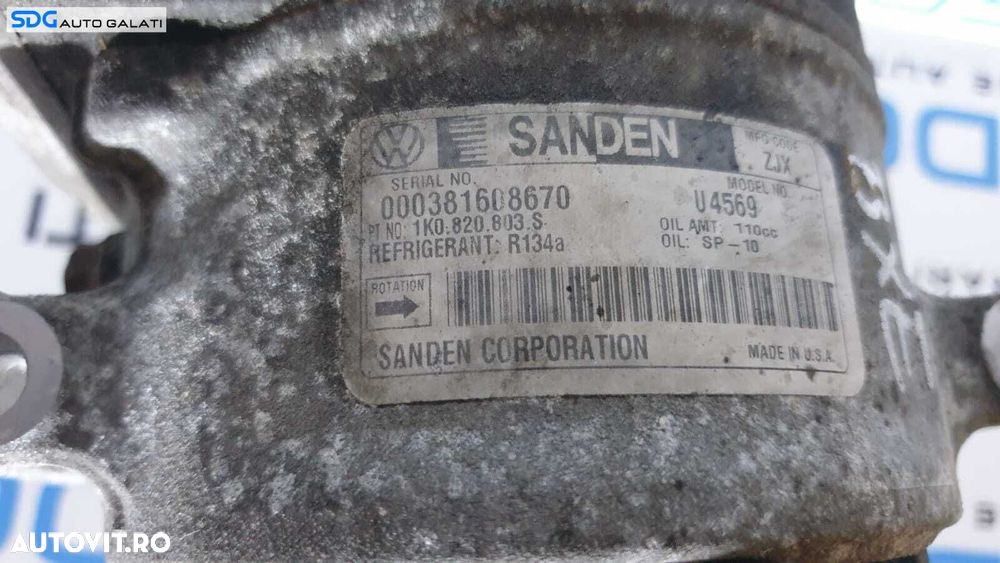 SDG AUTO GALATI
SANDEN
MFG CODE
ZJX
SERIAL NO.
000381608670
MODEL NO.
U4569
PT NO: 1K0.820.803.S
OIL AMT: 110cc
REFRIGERANT: R134a
OIL: SP-10
ROTATION
SANDEN CORPORATION
MADE IN U.S.A.
AUTOVIT.RO